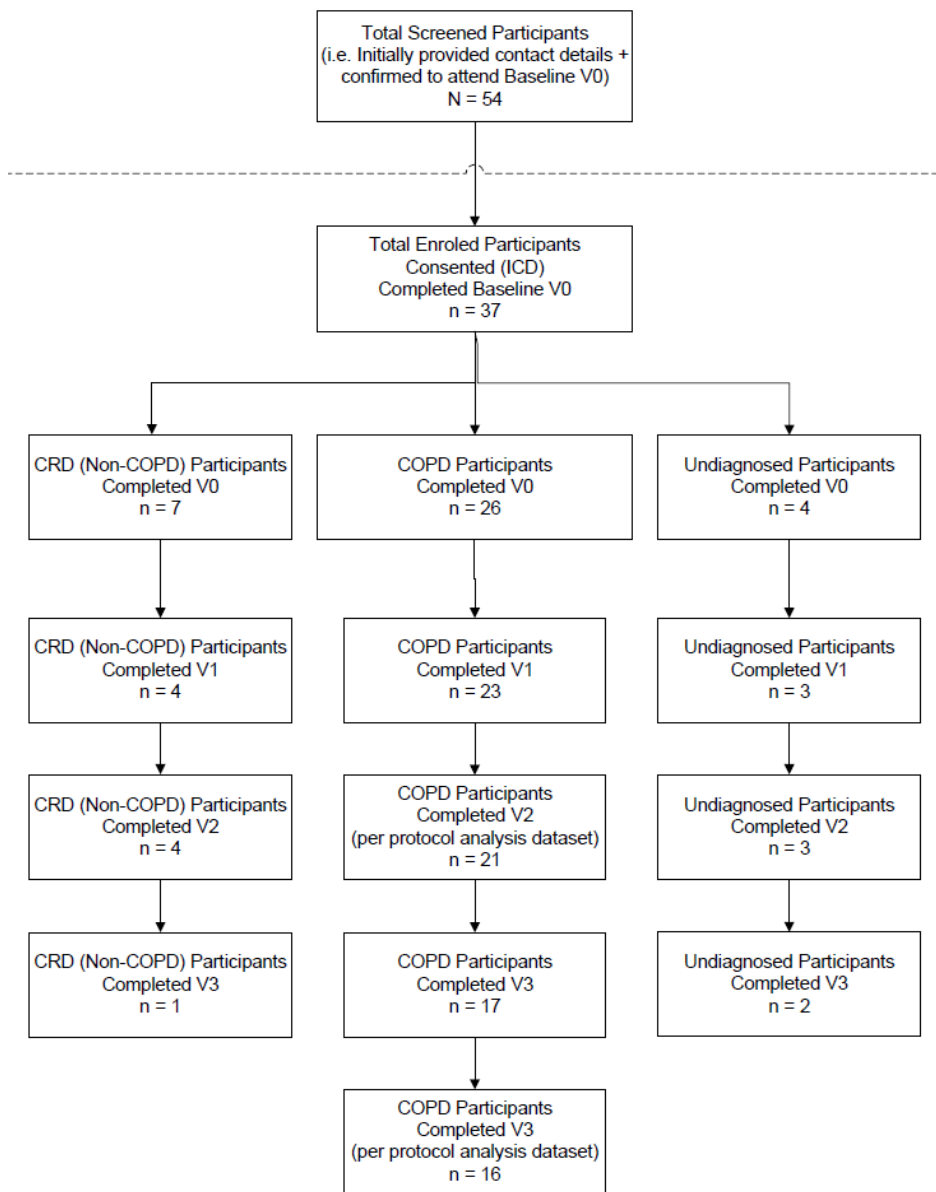 Total Screened Participants
(i.e. Initially provided contact details +
confirmed to attend Baseline V0)
N = 54
Total Enroled Participants
Consented (ICD)
Completed Baseline V0
n = 37
CRD (Non-COPD) Participants
Completed V0
n = 7
COPD Participants
Completed V0
n = 26
Undiagnosed Participants
Completed V0
n = 4
CRD (Non-COPD) Participants
Completed V1
n = 4
COPD Participants
Completed V1
n = 23
Undiagnosed Participants
Completed V1
n = 3
CRD (Non-COPD) Participants
Completed V2
n = 4
COPD Participants
Completed V2
(per protocol analysis dataset)
n = 21
Undiagnosed Participants
Completed V2
n = 3
CRD (Non-COPD) Participants
Completed V3
n = 1
COPD Participants
Completed V3
n = 17
Undiagnosed Participants
Completed V3
n = 2
COPD Participants
Completed V3
(per protocol analysis dataset)
n = 16